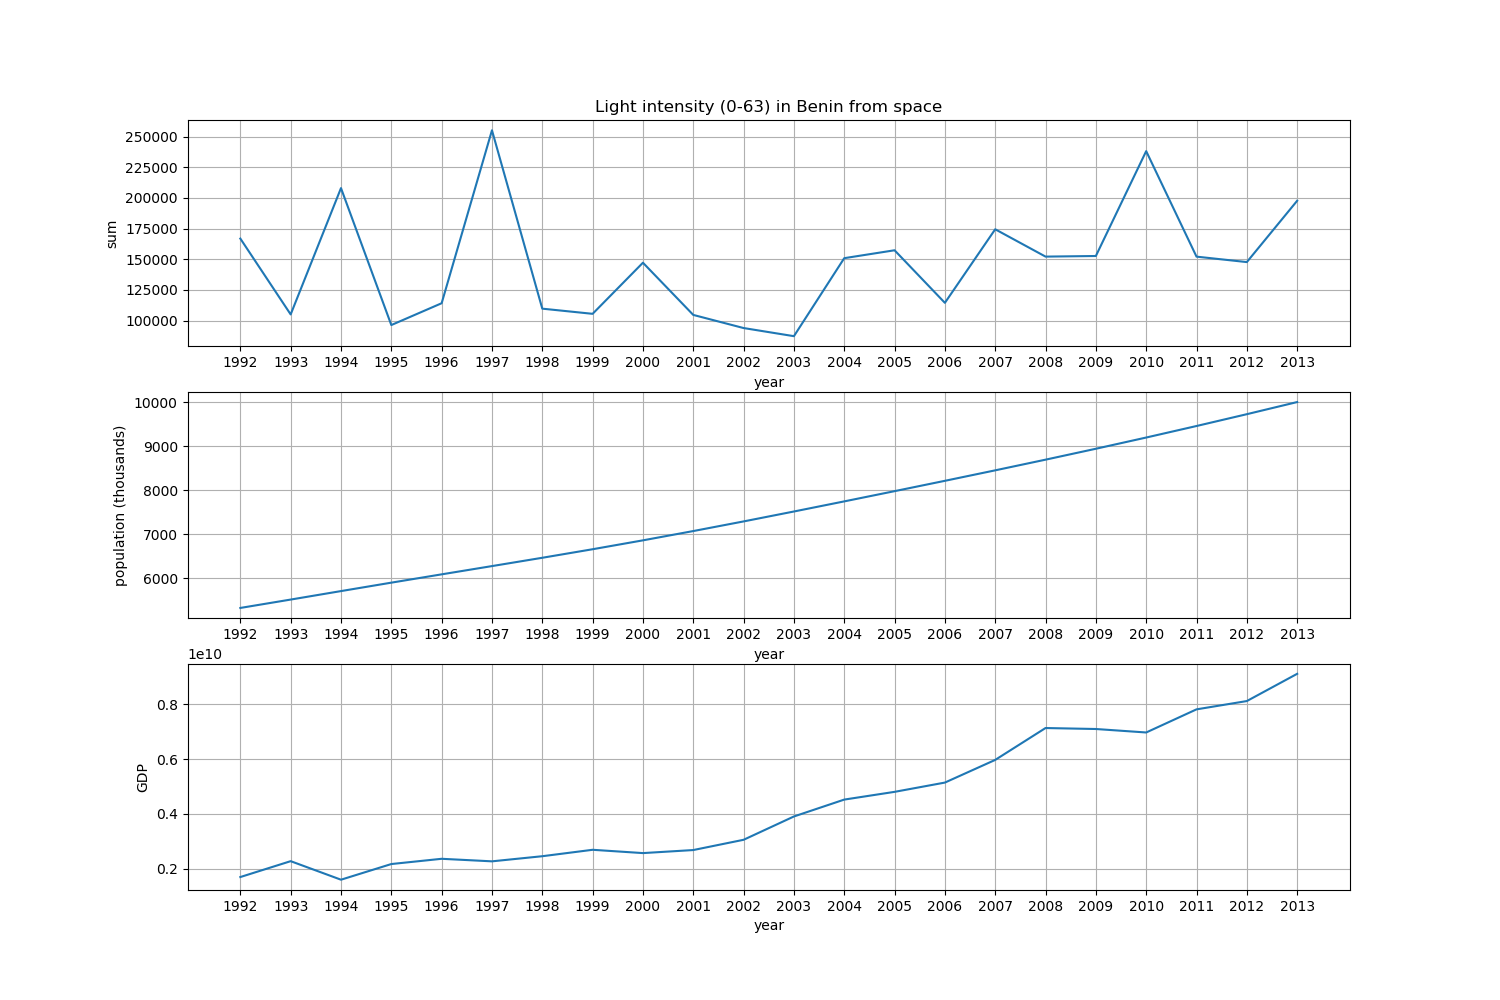 Light intensity (0-63) in Benin from space
250000
225000
200000
175000
150000
125000
100000
sum
1992 1993 1994 1995 1996 1997 1998 1999 2000 2001 2002 2003 2004 2005 2006 2007 2008 2009 2010 2011 2012 2013
year
10000
9000
8000
7000
6000
population (thousands)
1992 1993 1994 1995 1996 1997 1998 1999 2000 2001 2002 2003 2004 2005 2006 2007 2008 2009 2010 2011 2012 2013
year
1e10
0.8
0.6
0.4
0.2
GDP
1992 1993 1994 1995 1996 1997 1998 1999 2000 2001 2002 2003 2004 2005 2006 2007 2008 2009 2010 2011 2012 2013
year